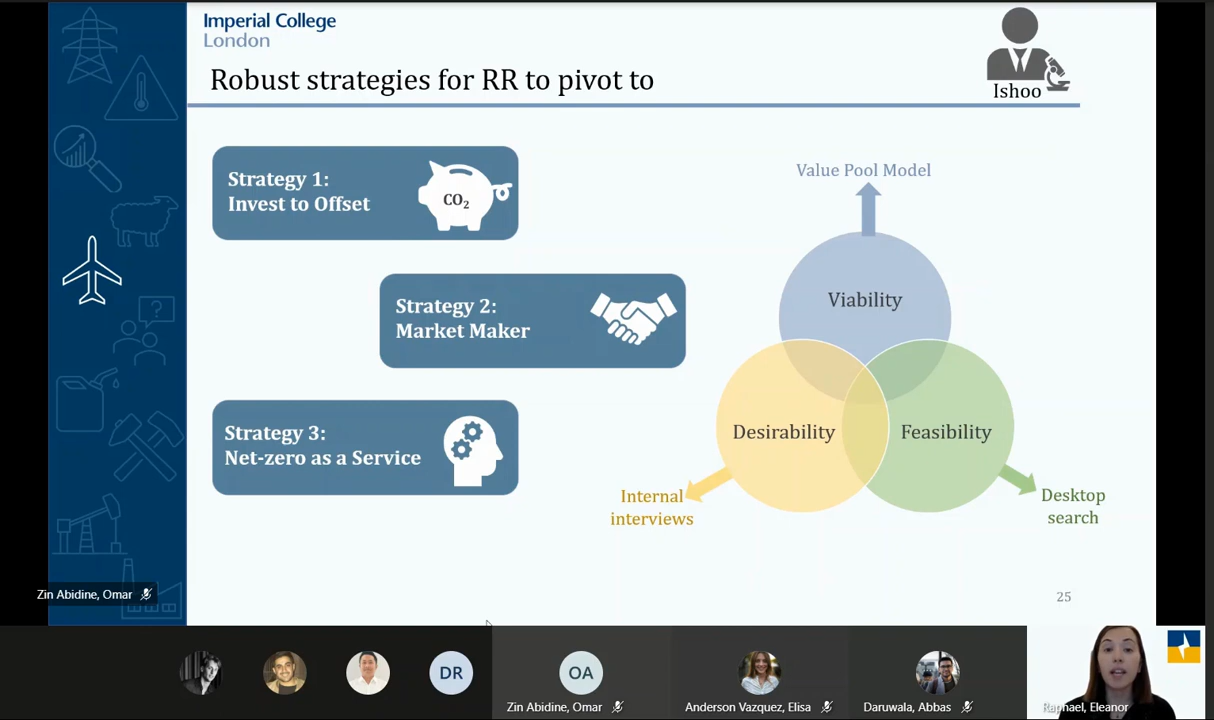 Imperial College
London
Robust strategies for RR to pivot to
Ishoo
Strategy 1:
Invest to Offset
CO₂
Strategy 2:
Market Maker
Strategy 3:
Net-zero as a Service
Value Pool Model
Viability
Desirability
Feasibility
Internal
interviews
Desktop
search
25
Zin Abidine, Omar
DR
OA
Zin Abidine, Omar
Anderson Vazquez, Elisa
Daruwala, Abbas
Raphael, Eleanor